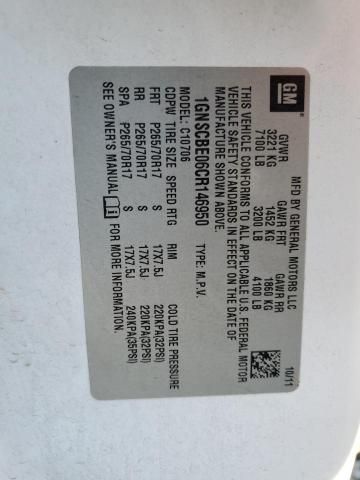 GM
®
MFD BY GENERAL MOTORS LLC
10/11
GVWR GAWR FRT GAWR RR
3221 KG 1452 KG 1860 KG
7100 LB 3200 LB 4100 LB
THIS VEHICLE CONFORMS TO ALL APPLICABLE U.S. FEDERAL MOTOR
VEHICLE SAFETY STANDARDS IN EFFECT ON THE DATE OF
MANUFACTURE SHOWN ABOVE.
1GNSCBE06CR146950 TYPE: M.P.V.
MODEL: C10706
CDPW TIRE SIZE SPEED RTG RIM COLD TIRE PRESSURE
FRT P265/70R17 S 17X7.5J 220KPA(32PSI)
RR P265/70R17 S 17X7.5J 220KPA(32PSI)
SPA P265/70R17 S 17X7.5J 240KPA(35PSI)
SEE OWNER'S MANUAL i FOR MORE INFORMATION.